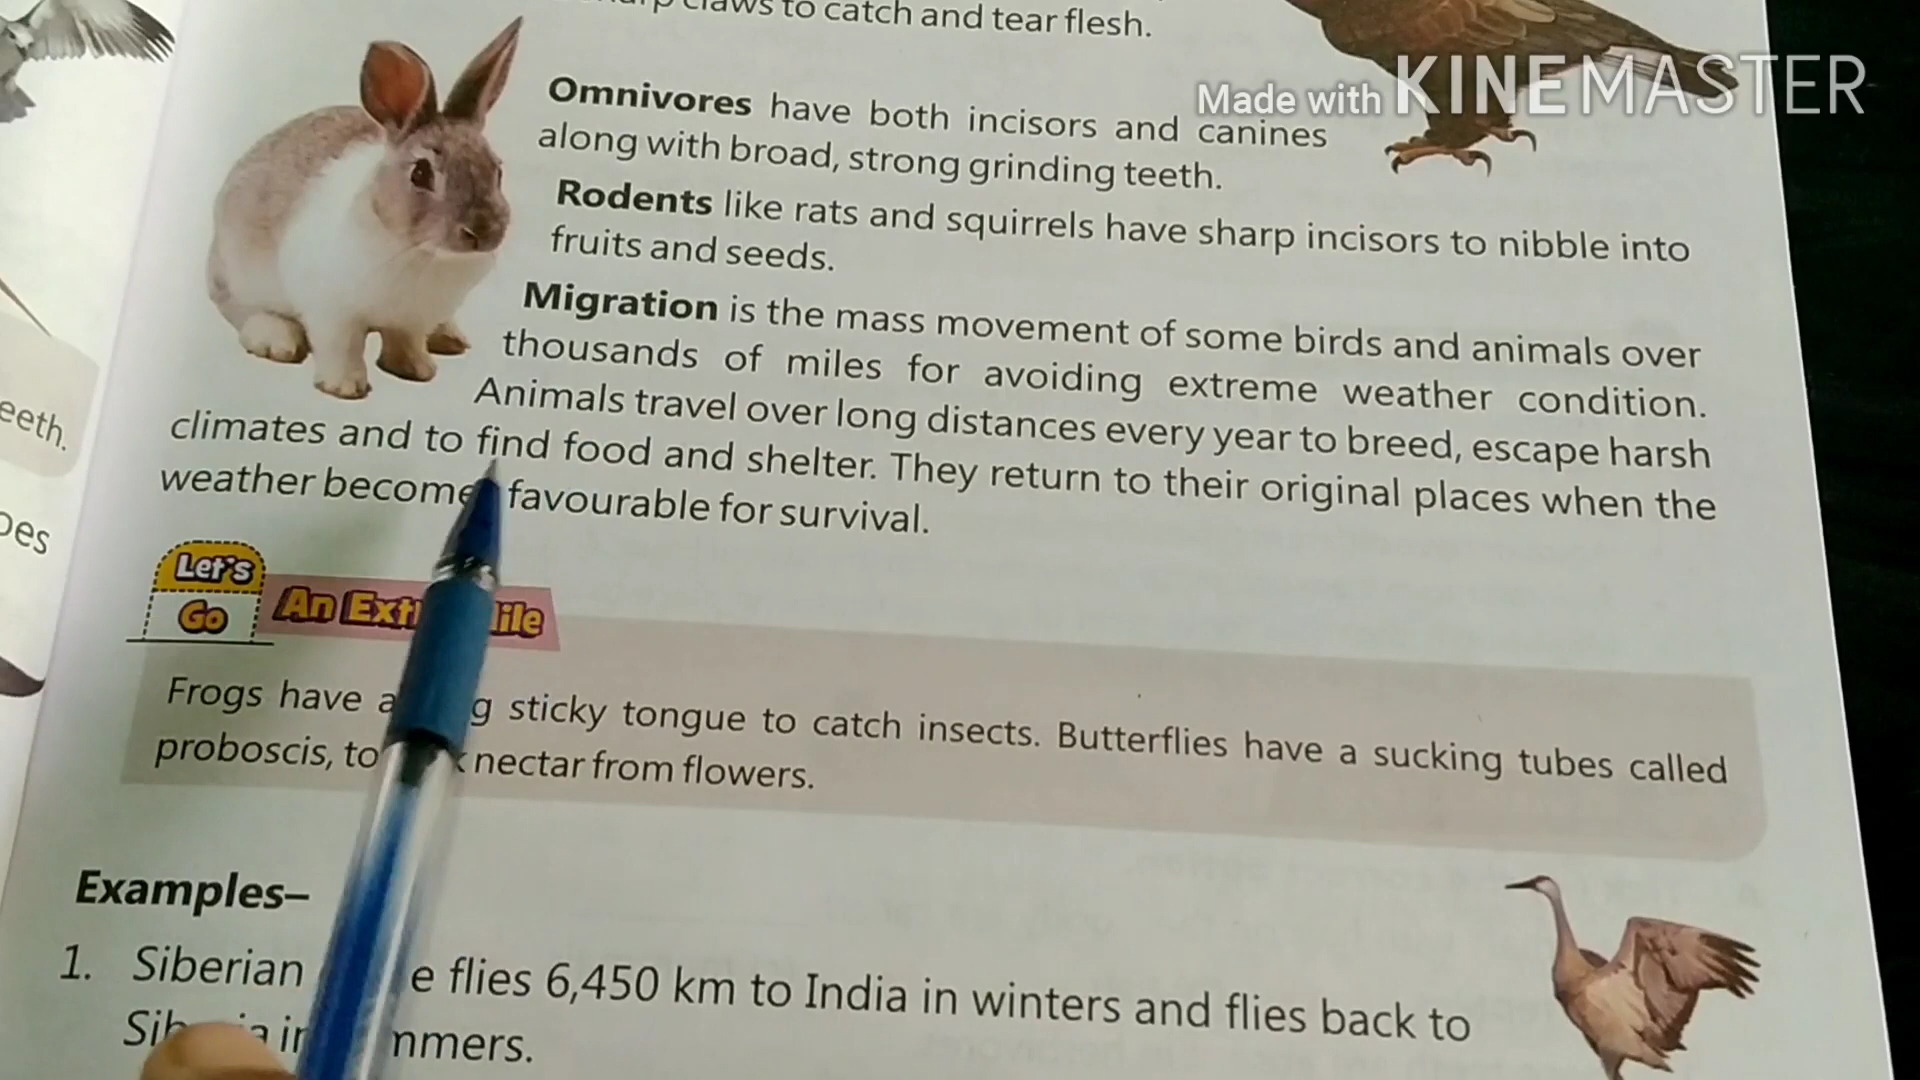 claws to catch and tear flesh.
Made with KINEMASTER
Omnivores have both incisors and canines
along with broad, strong grinding teeth.
Rodents like rats and squirrels have sharp incisors to nibble into
fruits and seeds.
Migration is the mass movement of some birds and animals over
thousands of miles for avoiding extreme weather condition.
Animals travel over long distances every year to breed, escape harsh
climates and to find food and shelter. They return to their original places when the
weather become favourable for survival.
eeth.
Let's
Go
An Ext ile
Frogs have a g sticky tongue to catch insects. Butterflies have a sucking tubes called
proboscis, to nectar from flowers.
Examples–
1. Siberian e flies 6,450 km to India in winters and flies back to
in mmers.